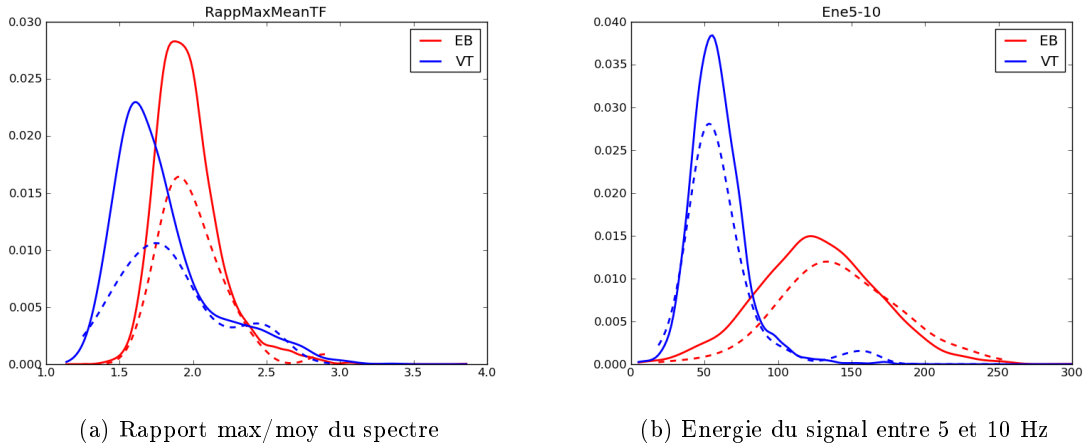 RappMaxMeanTF
0.030
0.025
0.020
0.015
0.010
0.005
0.000
1.0 1.5 2.0 2.5 3.0 3.5 4.0
EB
VT
(a) Rapport max/moy du spectre
Ene5-10
0.040
0.035
0.030
0.025
0.020
0.015
0.010
0.005
0.000
0 50 100 150 200 250 300
EB
VT
(b) Energie du signal entre 5 et 10 Hz